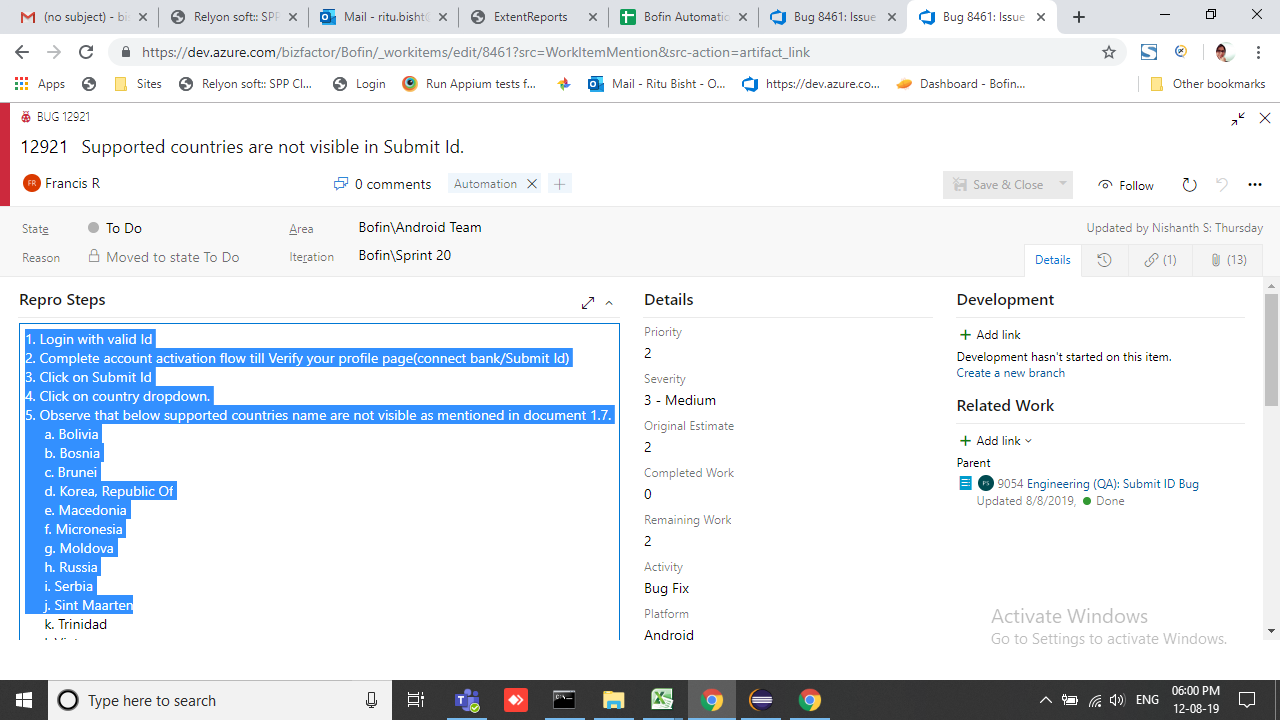 (no subject) - bis
Relyon soft:: SPP
Mail - ritu.bisht@
ExtentReports
Bofin Automatic
Bug 8461: Issue
Bug 8461: Issue
https://dev.azure.com/bizfactor/Bofin/_workitems/edit/8461?src=WorkItemMention&src-action=artifact_link
Apps
Sites
Relyon soft:: SPP Cl...
Login
Run Appium tests f...
Mail - Ritu Bisht - O...
https://dev.azure.co...
Dashboard - Bofin...
Other bookmarks
BUG 12921
12921 Supported countries are not visible in Submit Id.
FR Francis R
0 comments
Automation
Save & Close
Follow
State
To Do
Area
Bofin\Android Team
Updated by Nishanth S: Thursday
Reason
Moved to state To Do
Iteration
Bofin\Sprint 20
Details
(1)
(13)
Repro Steps
1. Login with valid Id
2. Complete account activation flow till Verify your profile page(connect bank/Submit Id)
3. Click on Submit Id
4. Click on country dropdown.
5. Observe that below supported countries name are not visible as mentioned in document 1.7.
a. Bolivia
b. Bosnia
c. Brunei
d. Korea, Republic Of
e. Macedonia
f. Micronesia
g. Moldova
h. Russia
i. Serbia
j. Sint Maarten
k. Trinidad
Details
Priority
2
Severity
3 - Medium
Original Estimate
2
Completed Work
0
Remaining Work
2
Activity
Bug Fix
Platform
Android
Development
Add link
Development hasn't started on this item.
Create a new branch
Related Work
Add link
Parent
PS 9054 Engineering (QA): Submit ID Bug
Updated 8/8/2019, Done
Activate Windows
Go to Settings to activate Windows.
Type here to search
ENG
06:00 PM
12-08-19